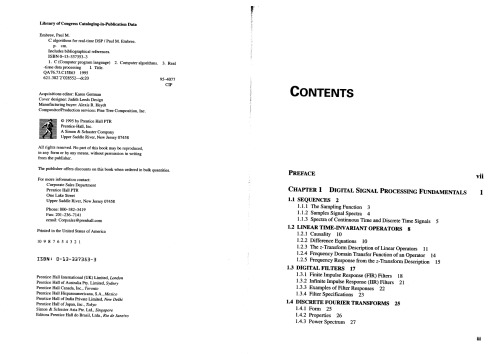 Library of Congress Cataloging-in-Publication Data
Embree, Paul M.
C algorithms for real-time DSP / Paul M. Embree.
p. cm.
Includes bibliographical references.
ISBN 0-13-337353-3
1. C (Computer program language) 2. Computer algorithms. 3. Real
-time data processing I. Title.
QA76.73.C15E63 1995
621.382'2'028552—dc20 95-4077
CIP
Acquisitions editor: Karen Gettman
Cover designer: Judith Leeds Design
Manufacturing buyer: Alexis R. Heydt
Compositor/Production services: Pine Tree Composition, Inc.
© 1995 by Prentice Hall PTR
Prentice Hall, Inc.
A Simon & Schuster Company
Upper Saddle River, New Jersey 07458
All rights reserved. No part of this book may be reproduced,
in any form or by any means, without permission in writing
from the publisher.
The publisher offers discounts on this book when ordered in bulk quantities.
For more information contact:
Corporate Sales Department
Prentice Hall PTR
One Lake Street
Upper Saddle River, New Jersey 07458
Phone: 800-382-3419
Fax: 201-236-7141
email: Corpsales@prenhall.com
Printed in the United States of America
10 9 8 7 6 5 4 3 2 1
ISBN: 0-13-337353-3
Prentice Hall International (UK) Limited, London
Prentice Hall of Australia Pty. Limited, Sydney
Prentice Hall Canada, Inc., Toronto
Prentice Hall Hispanoamericana, S.A., Mexico
Prentice Hall of India Private Limited, New Delhi
Prentice Hall of Japan, Inc., Tokyo
Simon & Schuster Asia Pte. Ltd., Singapore
Editora Prentice Hall do Brasil, Ltda., Rio de Janeiro
CONTENTS
PREFACE vii
CHAPTER 1 DIGITAL SIGNAL PROCESSING FUNDAMENTALS 1
1.1 SEQUENCES 2
1.1.1 The Sampling Function 3
1.1.2 Samples Signal Spectra 4
1.1.3 Spectra of Continuous Time and Discrete Time Signals 5
1.2 LINEAR TIME-INVARIANT OPERATORS 8
1.2.1 Causality 10
1.2.2 Difference Equations 10
1.2.3 The z-Transform Description of Linear Operators 11
1.2.4 Frequency Domain Transfer Function of an Operator 14
1.2.5 Frequency Response from the z-Transform Description 15
1.3 DIGITAL FILTERS 17
1.3.1 Finite Impulse Response (FIR) Filters 18
1.3.2 Infinite Impulse Response (IIR) Filters 21
1.3.3 Examples of Filter Responses 22
1.3.4 Filter Specifications 23
1.4 DISCRETE FOURIER TRANSFORMS 25
1.4.1 Form 25
1.4.2 Properties 26
1.4.3 Power Spectrum 27
iii